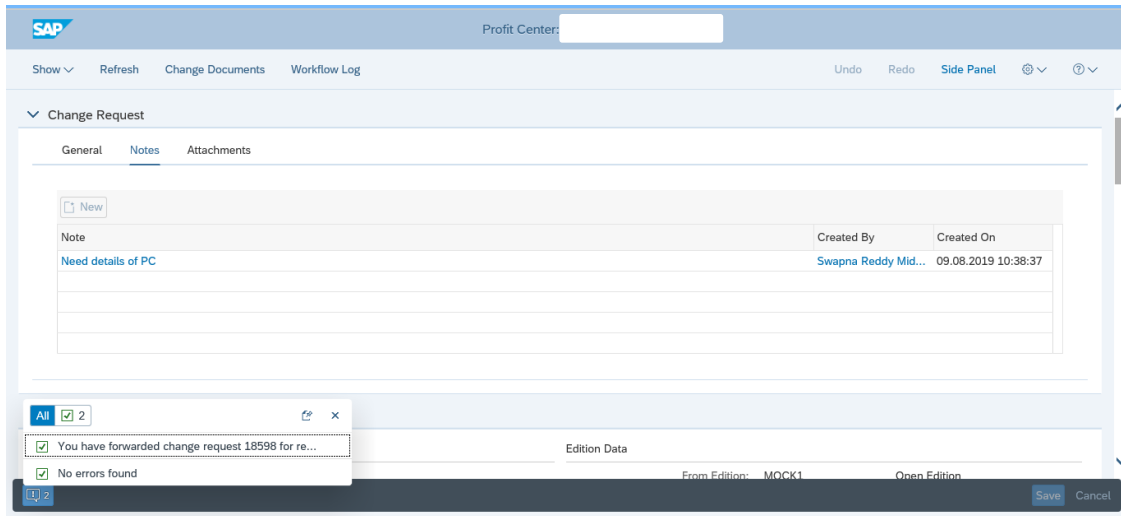 SAP
Profit Center:
Show Refresh Change Documents Workflow Log Undo Redo Side Panel
Change Request
General Notes Attachments
New
Note Created By Created On
Need details of PC Swapna Reddy Mid... 09.08.2019 10:38:37
All 2
You have forwarded change request 18598 for re...
No errors found
Edition Data
From Edition: MOCK1 Open Edition
2 Save Cancel